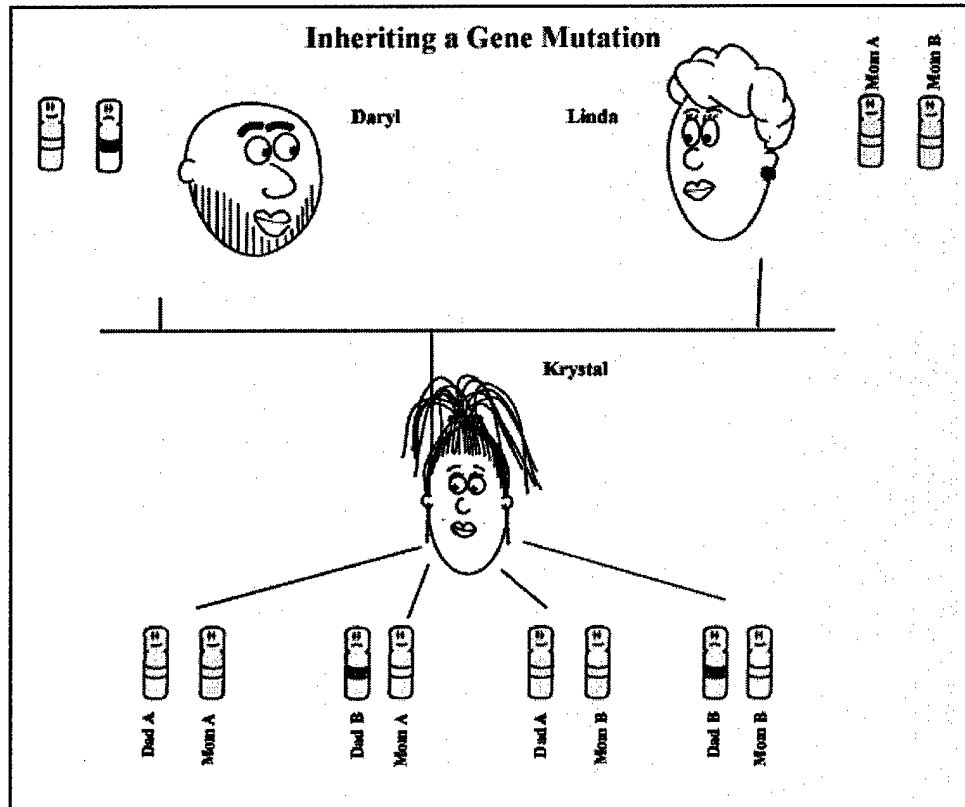 Inheriting a Gene Mutation
Daryl
Linda
Mom A
Mom B
Krystal
Dad A
Mom A
Dad B
Mom A
Dad A
Mom B
Dad B
Mom B